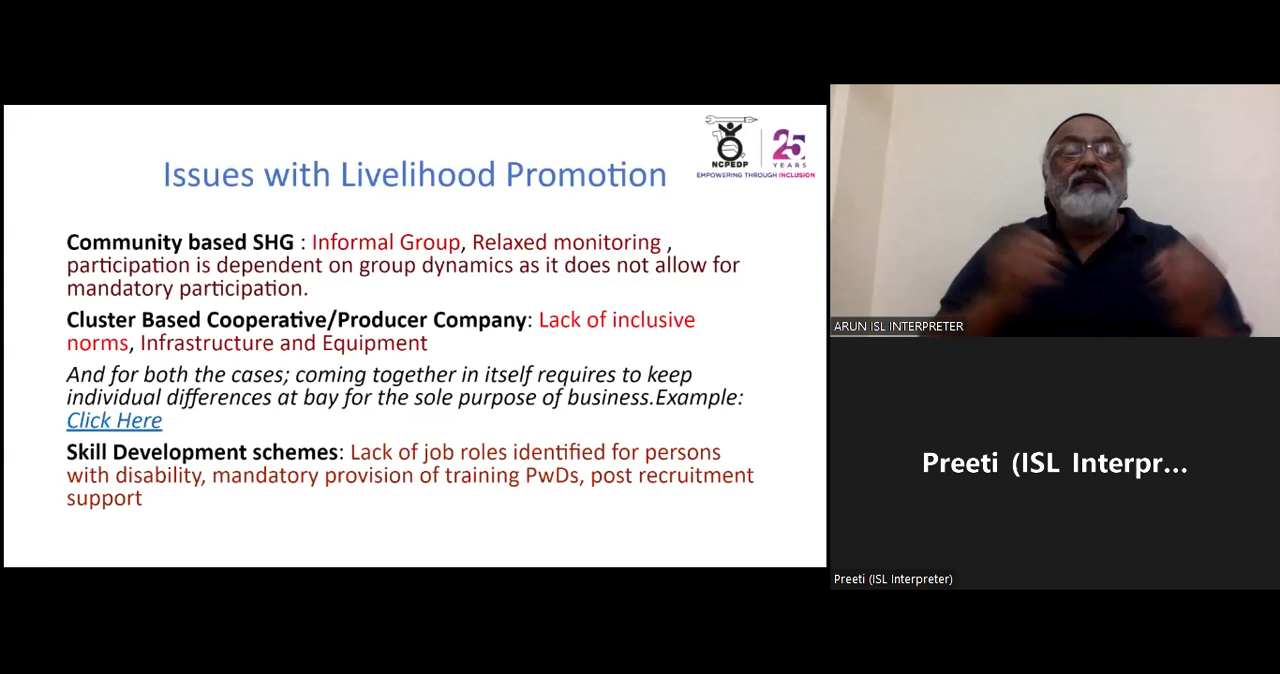 NCPEDP
25
YEARS
EMPOWERING THROUGH INCLUSION
Issues with Livelihood Promotion
Community based SHG : Informal Group, Relaxed monitoring ,
participation is dependent on group dynamics as it does not allow for
mandatory participation.
Cluster Based Cooperative/Producer Company: Lack of inclusive
norms, Infrastructure and Equipment
And for both the cases; coming together in itself requires to keep
individual differences at bay for the sole purpose of business.Example:
Click Here
Skill Development schemes: Lack of job roles identified for persons
with disability, mandatory provision of training PwDs, post recruitment
support
ARUN ISL INTERPRETER
Preeti (ISL Interpr...
Preeti (ISL Interpreter)